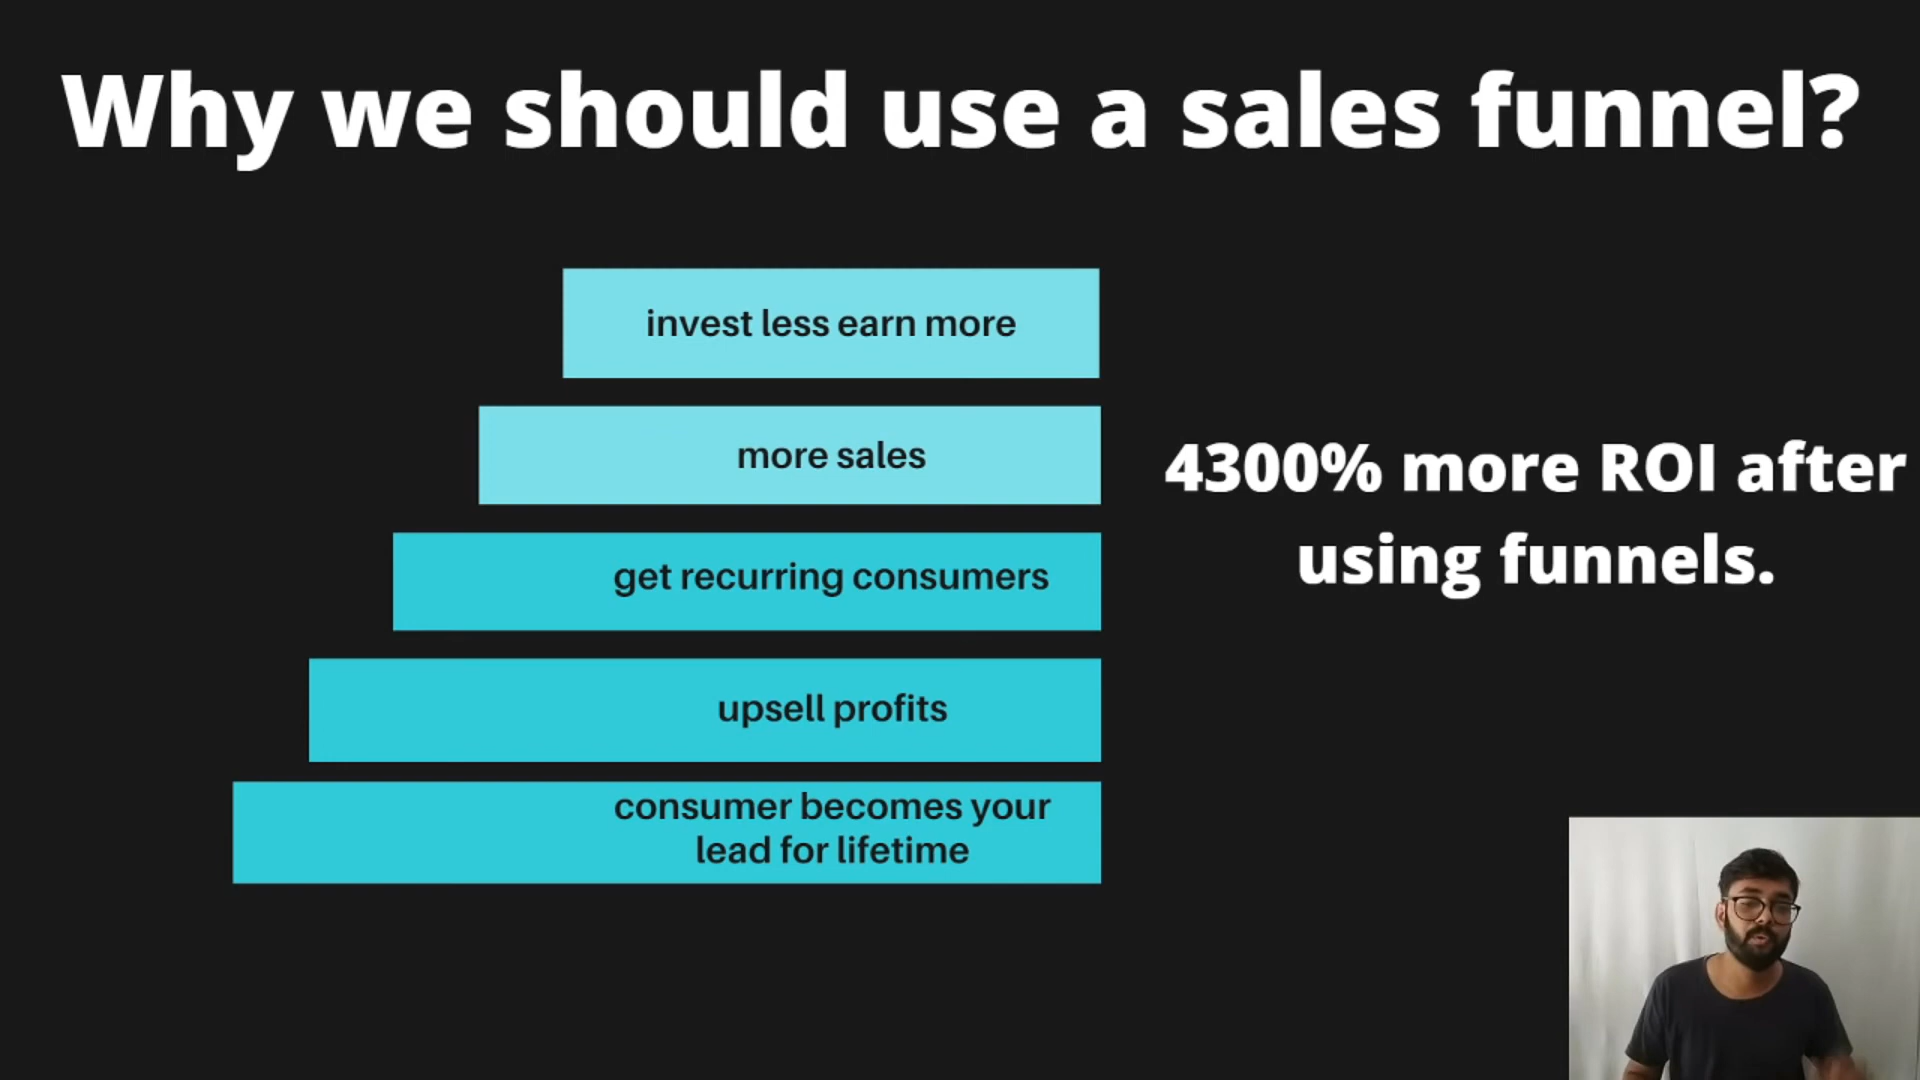 Why we should use a sales funnel?
invest less earn more
more sales
get recurring consumers
upsell profits
consumer becomes your
lead for lifetime
4300% more ROI after
using funnels.